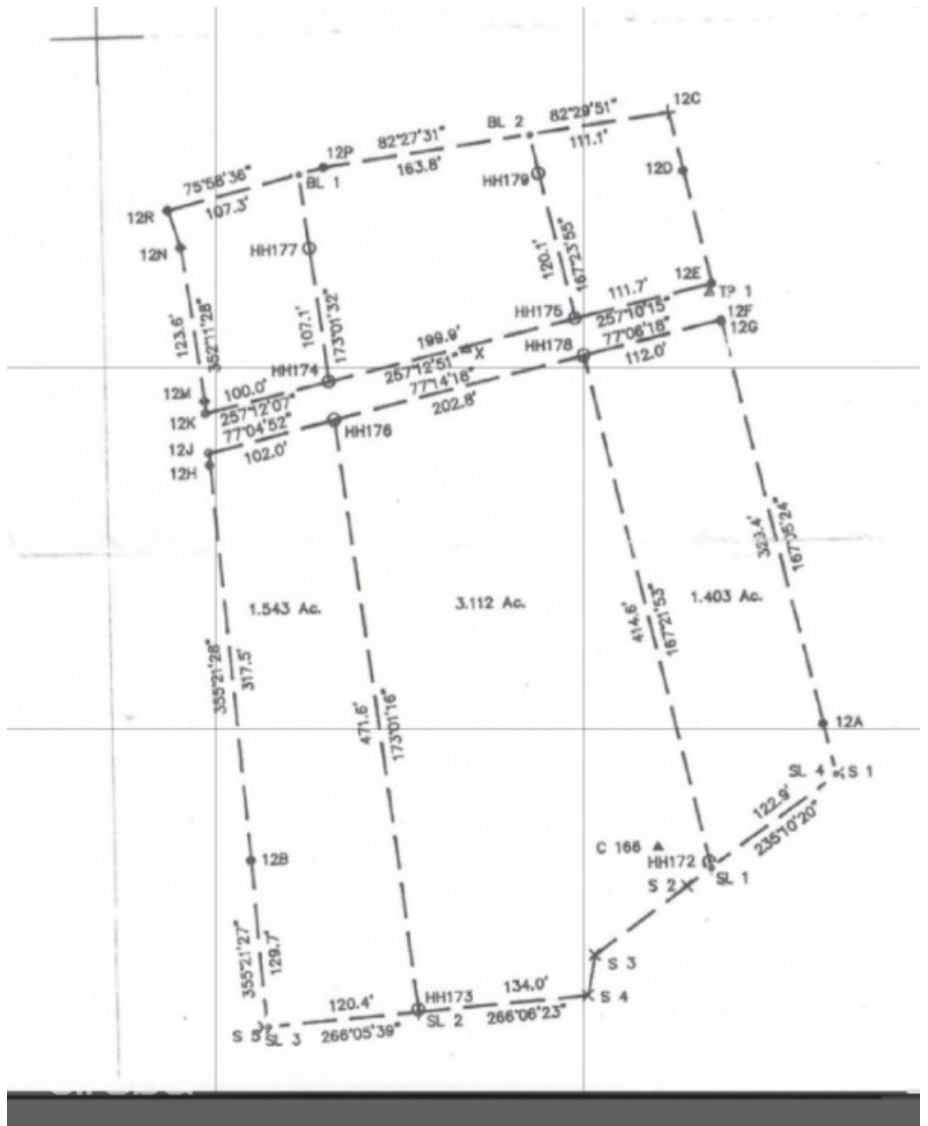 12C
82°29'51"
BL 2
111.1'
82°27'31"
12P
163.8'
75°58'36"
BL 1
107.3'
12R
12N
12D
HH179
HH177
120.1'
167°23'55"
123.6'
352°11'28"
107.1'
173°01'32"
12E
TP 1
111.7'
257°10'15"
HH175
12F
12G
77°06'18"
112.0'
HH178
199.9'
X
257°12'51"
77°14'18"
202.8'
HH174
100.0'
257°12'07"
12M
12K
77°04'52"
102.0'
HH176
12J
12H
323.4'
1.543 Ac.
3.112 Ac.
1.403 Ac.
414.6'
167°21'53"
355°21'28"
317.5'
471.6'
173°01'16"
12A
SL 4
S 1
122.9'
235°10'20"
C 166
HH172
SL 1
S 2
12B
S 3
S 4
355°21'27"
129.7'
134.0'
266°06'23"
HH173
SL 2
120.4'
266°05'39"
SL 3